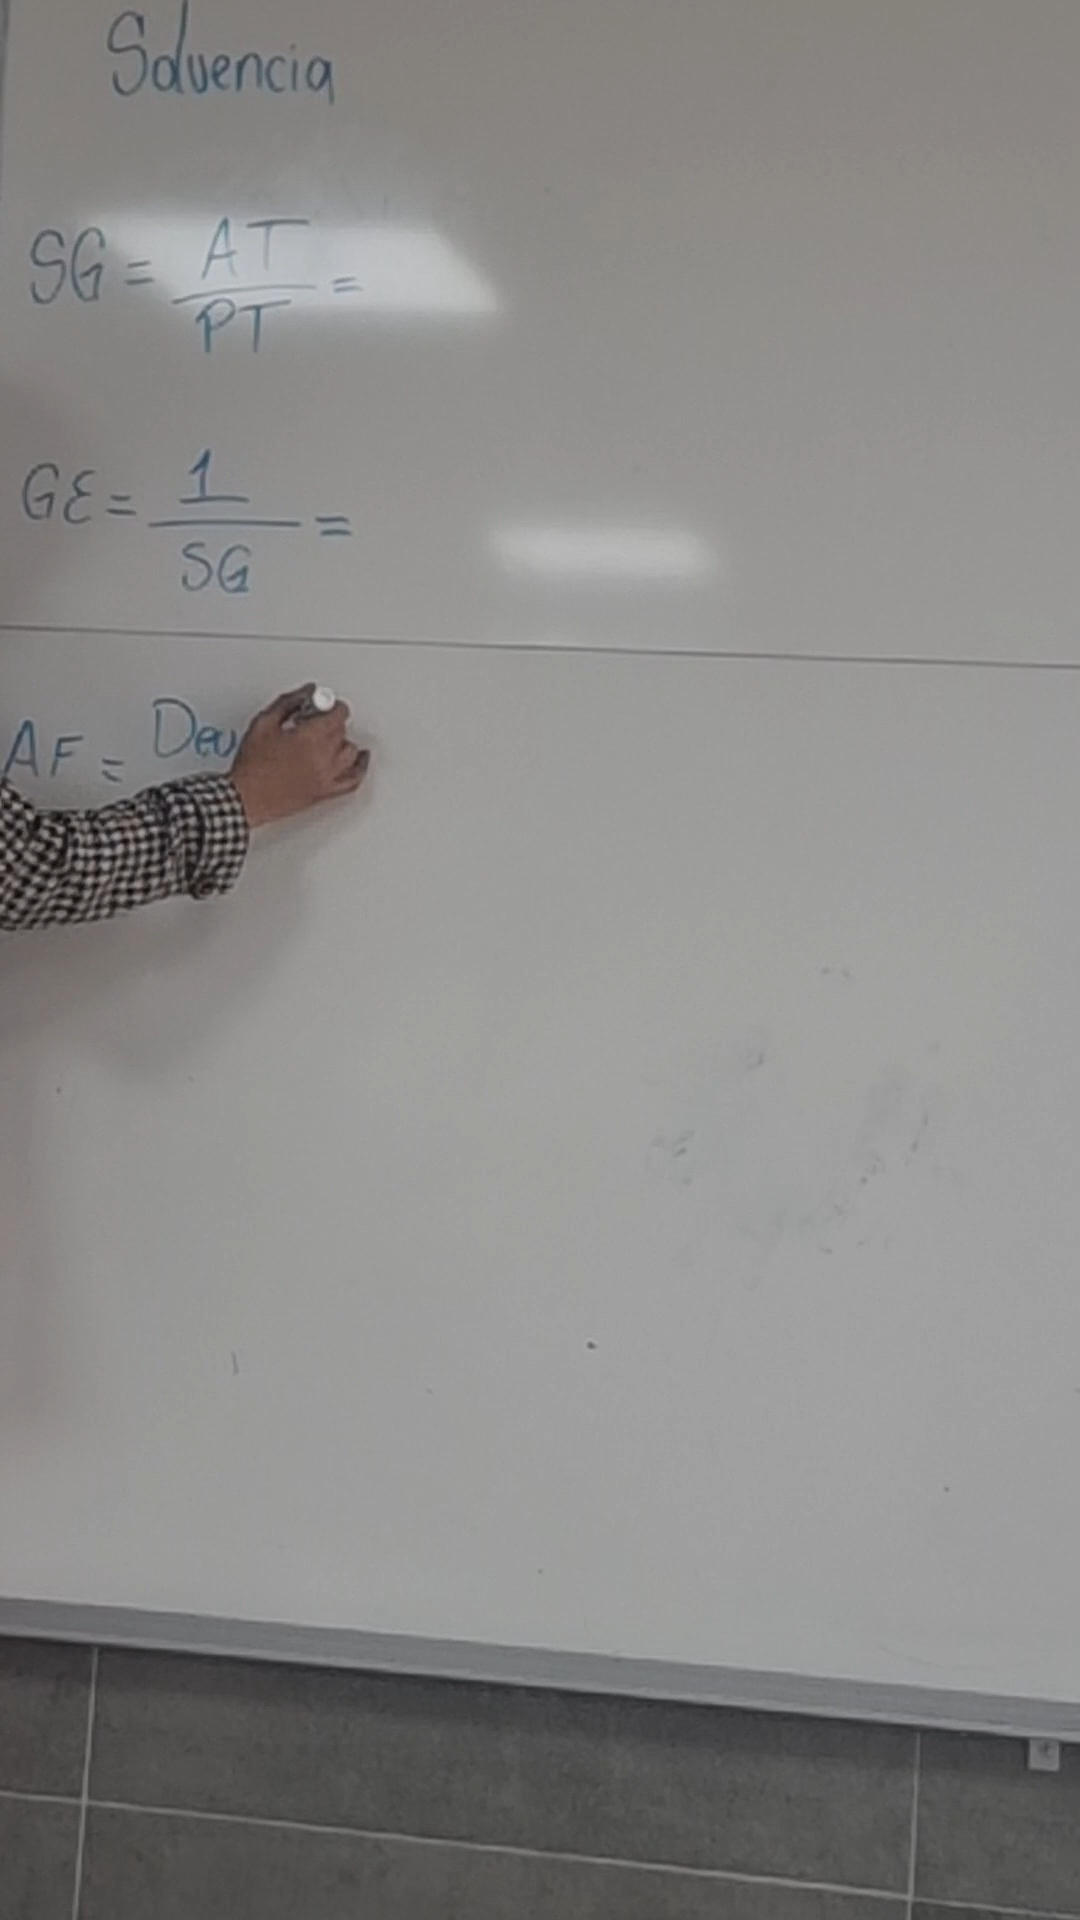 Solvencia
SG = AT / PT =
GE = 1 / SG =
AF = Deu